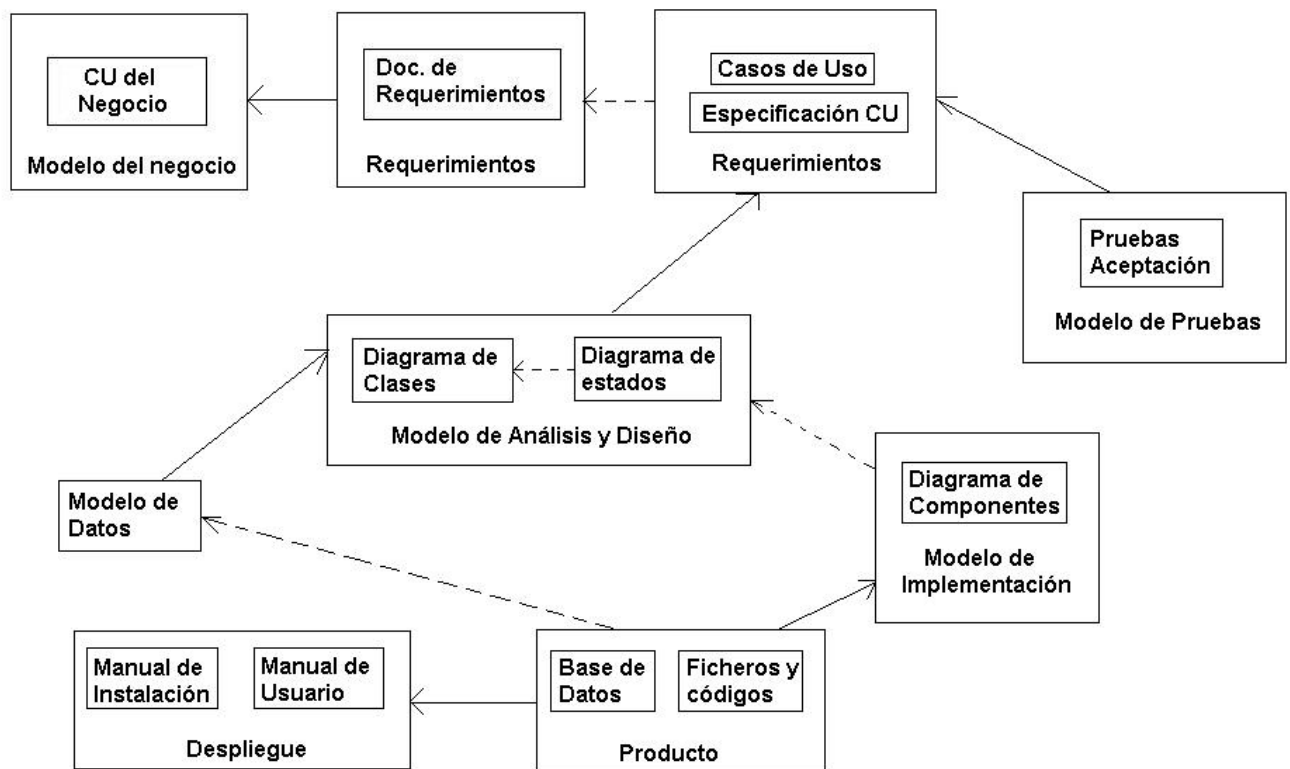 CU del
Negocio
Modelo del negocio
Doc. de
Requerimientos
Requerimientos
Casos de Uso
Especificación CU
Requerimientos
Pruebas
Aceptación
Modelo de Pruebas
Diagrama de
Clases
Diagrama de
estados
Modelo de Análisis y Diseño
Modelo de
Datos
Diagrama de
Componentes
Modelo de
Implementación
Manual de
Instalación
Manual de
Usuario
Despliegue
Base de
Datos
Ficheros y
códigos
Producto